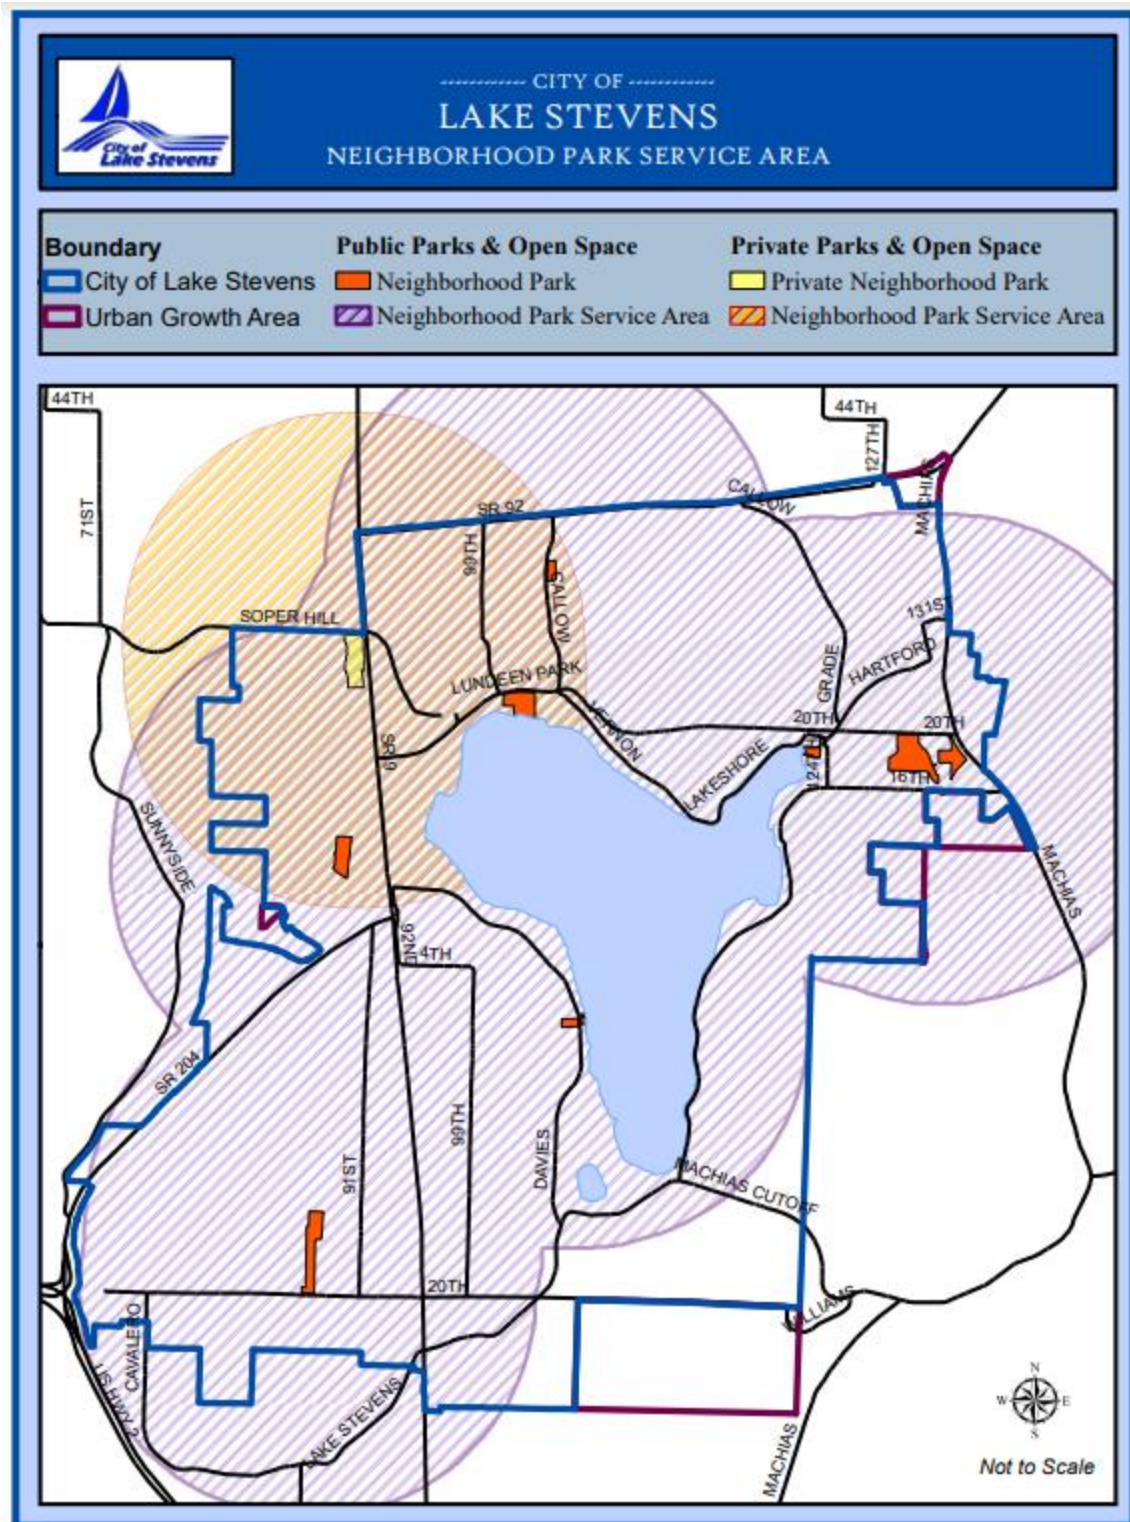 ------------ CITY OF ------------
LAKE STEVENS
NEIGHBORHOOD PARK SERVICE AREA
City of
Lake Stevens
Boundary
City of Lake Stevens
Urban Growth Area
Public Parks & Open Space
Neighborhood Park
Neighborhood Park Service Area
Private Parks & Open Space
Private Neighborhood Park
Neighborhood Park Service Area
44TH
44TH
127TH
MACHIAS
71ST
CALLOW
SR 92
99TH
CALLOW
SOPER HILL
131ST
HARTFORD
GRADE
LUNDEEN PARK
VERNON
20TH
20TH
SR 9
LAKESHORE
124TH
16TH
SUNNYSIDE
MACHIAS
92ND
4TH
SR 204
99TH
91ST
DAVIES
MACHIAS CUTOFF
20TH
WILLIAMS
CAVALERO
US HWY 2
LAKE STEVENS
MACHIAS
N
W
E
S
Not to Scale